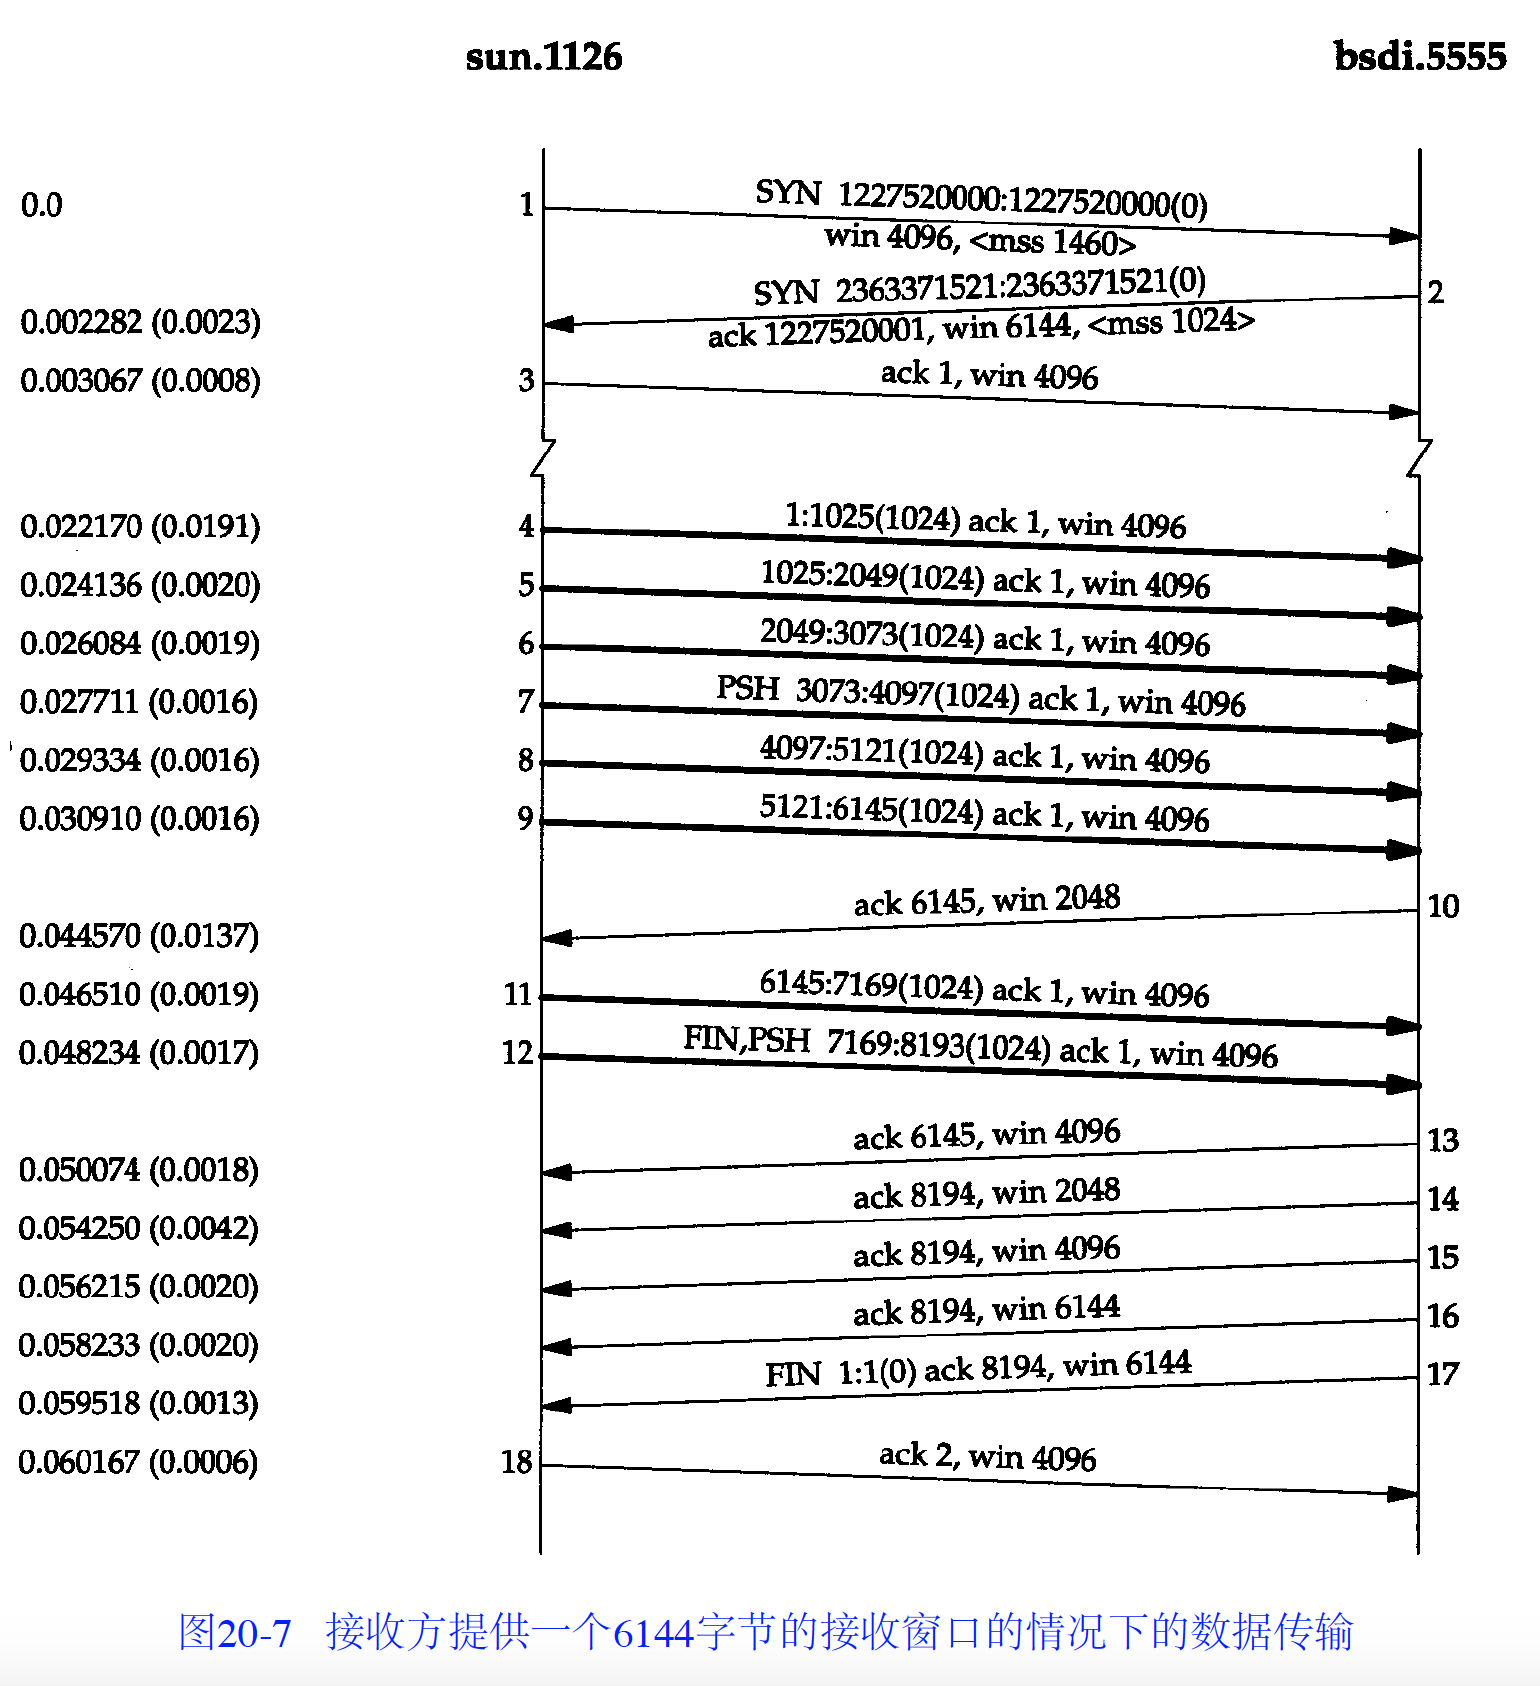 sun.1126 bsdi.5555
0.0 1 SYN 1227520000:1227520000(0)
win 4096, <mss 1460>
SYN 2363371521:2363371521(0) 2
0.002282 (0.0023) ack 1227520001, win 6144, <mss 1024>
0.003067 (0.0008) 3 ack 1, win 4096
0.022170 (0.0191) 4 1:1025(1024) ack 1, win 4096
0.024136 (0.0020) 5 1025:2049(1024) ack 1, win 4096
0.026084 (0.0019) 6 2049:3073(1024) ack 1, win 4096
0.027711 (0.0016) 7 PSH 3073:4097(1024) ack 1, win 4096
0.029334 (0.0016) 8 4097:5121(1024) ack 1, win 4096
0.030910 (0.0016) 9 5121:6145(1024) ack 1, win 4096
ack 6145, win 2048 10
0.044570 (0.0137)
0.046510 (0.0019) 11 6145:7169(1024) ack 1, win 4096
0.048234 (0.0017) 12 FIN,PSH 7169:8193(1024) ack 1, win 4096
ack 6145, win 4096 13
0.050074 (0.0018)
ack 8194, win 2048 14
0.054250 (0.0042)
ack 8194, win 4096 15
0.056215 (0.0020)
ack 8194, win 6144 16
0.058233 (0.0020)
FIN 1:1(0) ack 8194, win 6144 17
0.059518 (0.0013)
0.060167 (0.0006) 18 ack 2, win 4096
图20-7 接收方提供一个6144字节的接收窗口的情况下的数据传输